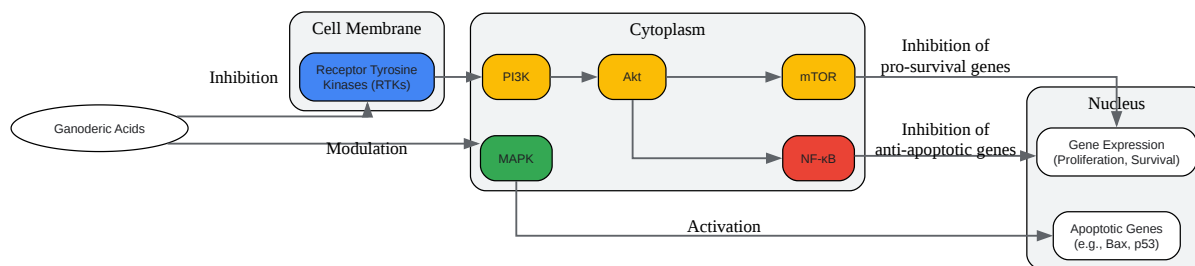 Cell Membrane
Receptor Tyrosine
Kinases (RTKs)
Inhibition
Ganoderic Acids
Modulation
Cytoplasm
PI3K
Akt
mTOR
MAPK
NF-κB
Inhibition of
pro-survival genes
Inhibition of
anti-apoptotic genes
Activation
Nucleus
Gene Expression
(Proliferation, Survival)
Apoptotic Genes
(e.g., Bax, p53)